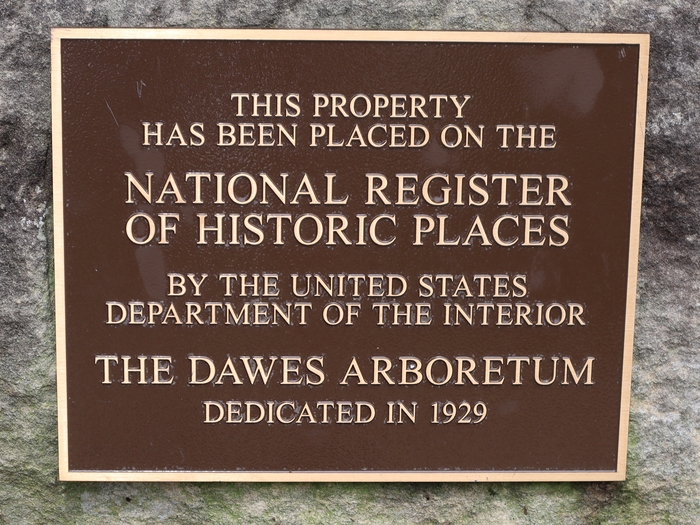 THIS PROPERTY
HAS BEEN PLACED ON THE
NATIONAL REGISTER
OF HISTORIC PLACES
BY THE UNITED STATES
DEPARTMENT OF THE INTERIOR
THE DAWES ARBORETUM
DEDICATED IN 1929